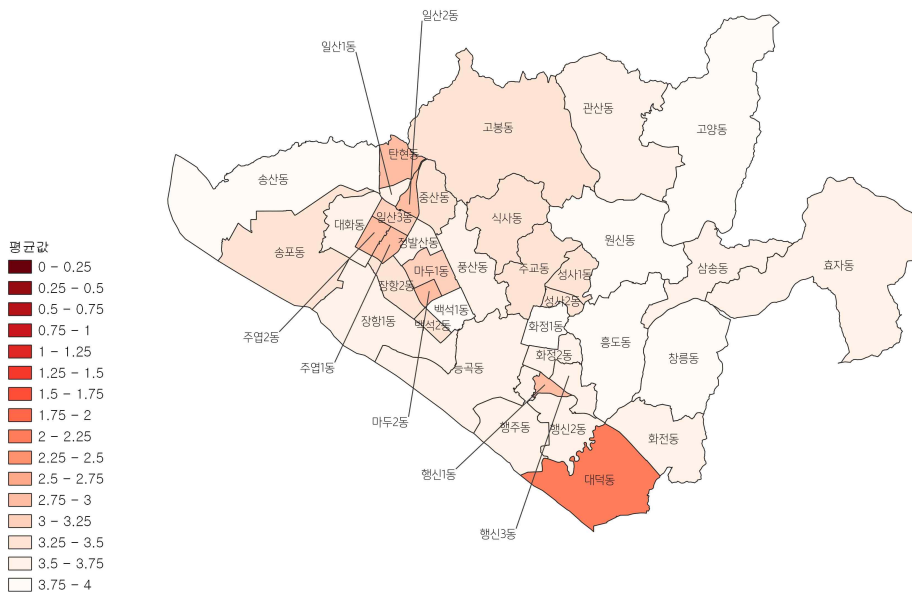 일산2동
일산1동
관산동
고양동
고봉동
탄현동
송산동
중산동
일산3동
식사동
대화동
정발산동
원신동
송포동
풍산동
주교동
성사1동
삼송동
효자동
마두1동
장항2동
성사2동
백석1동
장항1동
백석2동
화정1동
흥도동
주엽2동
화정2동
창릉동
능곡동
주엽1동
마두2동
행주동
행신2동
화전동
행신1동
대덕동
행신3동
평균값
0 - 0.25
0.25 - 0.5
0.5 - 0.75
0.75 - 1
1 - 1.25
1.25 - 1.5
1.5 - 1.75
1.75 - 2
2 - 2.25
2.25 - 2.5
2.5 - 2.75
2.75 - 3
3 - 3.25
3.25 - 3.5
3.5 - 3.75
3.75 - 4